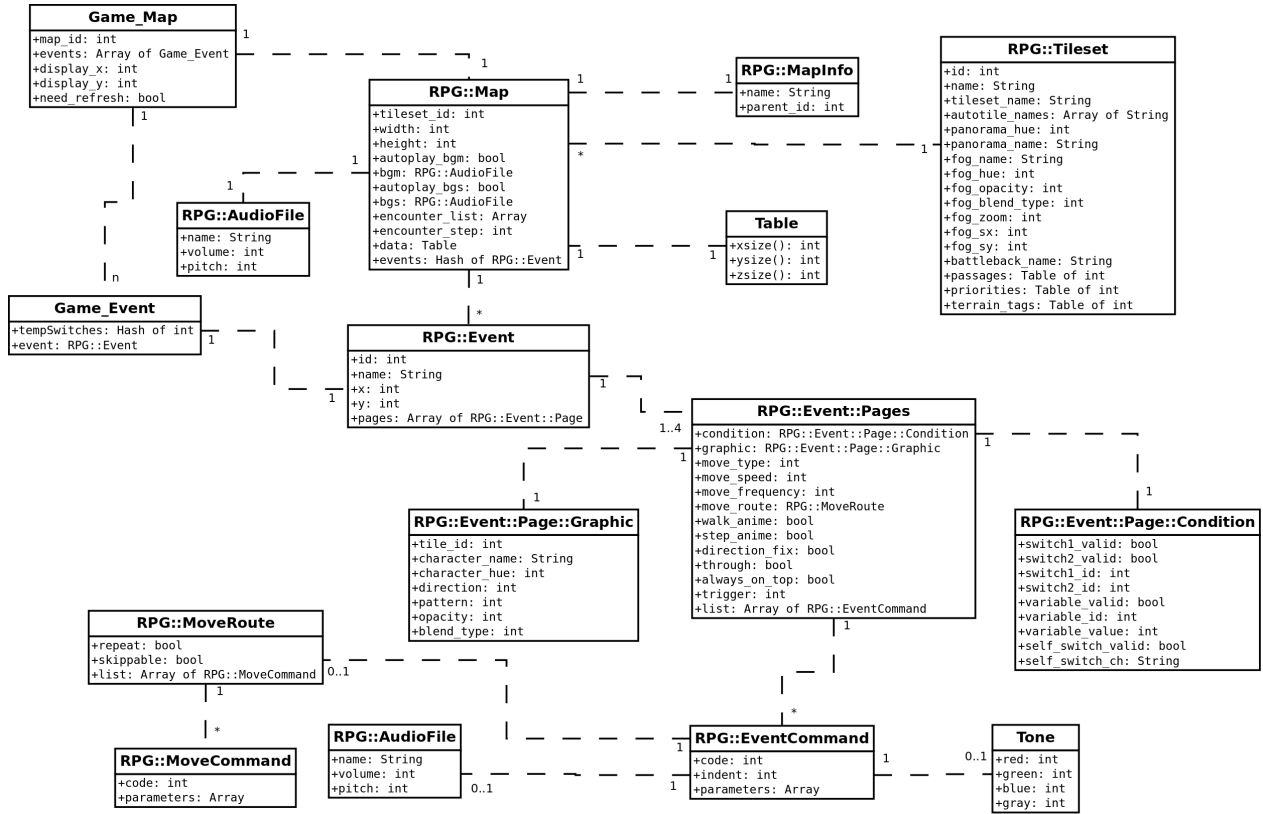 Game_Map
+map_id: int
+events: Array of Game_Event
+display_x: int
+display_y: int
+need_refresh: bool
1
1
1
RPG::Map
+tileset_id: int
+width: int
+height: int
+autoplay_bgm: bool
+bgm: RPG::AudioFile
+autoplay_bgs: bool
+bgs: RPG::AudioFile
+encounter_list: Array
+encounter_step: int
+data: Table
+events: Hash of RPG::Event
1
1
RPG::MapInfo
+name: String
+parent_id: int
*
1
RPG::Tileset
+id: int
+name: String
+tileset_name: String
+autotile_names: Array of String
+panorama_hue: int
+panorama_name: String
+fog_name: String
+fog_hue: int
+fog_opacity: int
+fog_blend_type: int
+fog_zoom: int
+fog_sx: int
+fog_sy: int
+battleback_name: String
+passages: Table of int
+priorities: Table of int
+terrain_tags: Table of int
1
1
RPG::AudioFile
+name: String
+volume: int
+pitch: int
1
1
Table
+xsize(): int
+ysize(): int
+zsize(): int
n
Game_Event
+tempSwitches: Hash of int
+event: RPG::Event
1
1
1
*
RPG::Event
+id: int
+name: String
+x: int
+y: int
+pages: Array of RPG::Event::Page
1
1..4
RPG::Event::Pages
+condition: RPG::Event::Page::Condition
+graphic: RPG::Event::Page::Graphic
+move_type: int
+move_speed: int
+move_frequency: int
+move_route: RPG::MoveRoute
+walk_anime: bool
+step_anime: bool
+direction_fix: bool
+through: bool
+always_on_top: bool
+trigger: int
+list: Array of RPG::EventCommand
1
1
RPG::Event::Page::Graphic
+tile_id: int
+character_name: String
+character_hue: int
+direction: int
+pattern: int
+opacity: int
+blend_type: int
1
1
RPG::Event::Page::Condition
+switch1_valid: bool
+switch2_valid: bool
+switch1_id: int
+switch2_id: int
+variable_valid: bool
+variable_id: int
+variable_value: int
+self_switch_valid: bool
+self_switch_ch: String
RPG::MoveRoute
+repeat: bool
+skippable: bool
+list: Array of RPG::MoveCommand
0..1
1
1
*
RPG::MoveCommand
+code: int
+parameters: Array
RPG::AudioFile
+name: String
+volume: int
+pitch: int
0..1
1
1
*
RPG::EventCommand
+code: int
+indent: int
+parameters: Array
1
0..1
Tone
+red: int
+green: int
+blue: int
+gray: int